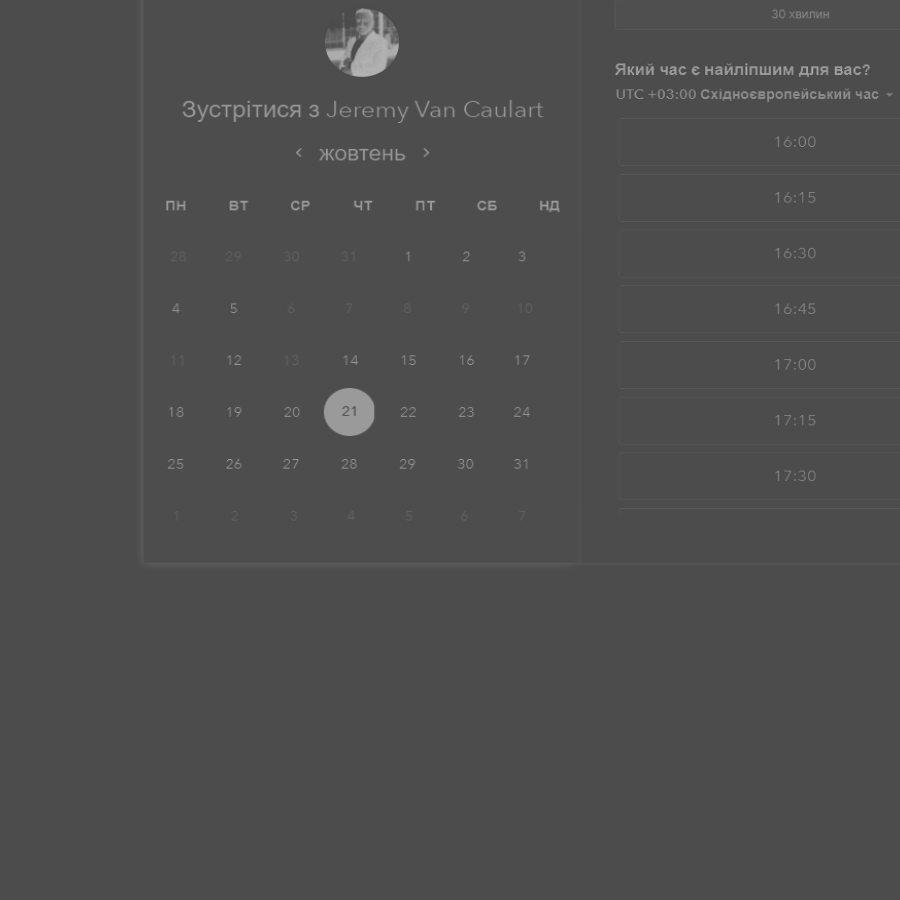 Зустрітися з Jeremy Van Caulart
жовтень
ПН ВТ СР ЧТ ПТ СБ НД
28 29 30 31 1 2 3
4 5 6 7 8 9 10
11 12 13 14 15 16 17
18 19 20 21 22 23 24
25 26 27 28 29 30 31
1 2 3 4 5 6 7
30 хвилин
Який час є найліпшим для вас?
UTC +03:00 Східноєвропейський час
16:00
16:15
16:30
16:45
17:00
17:15
17:30